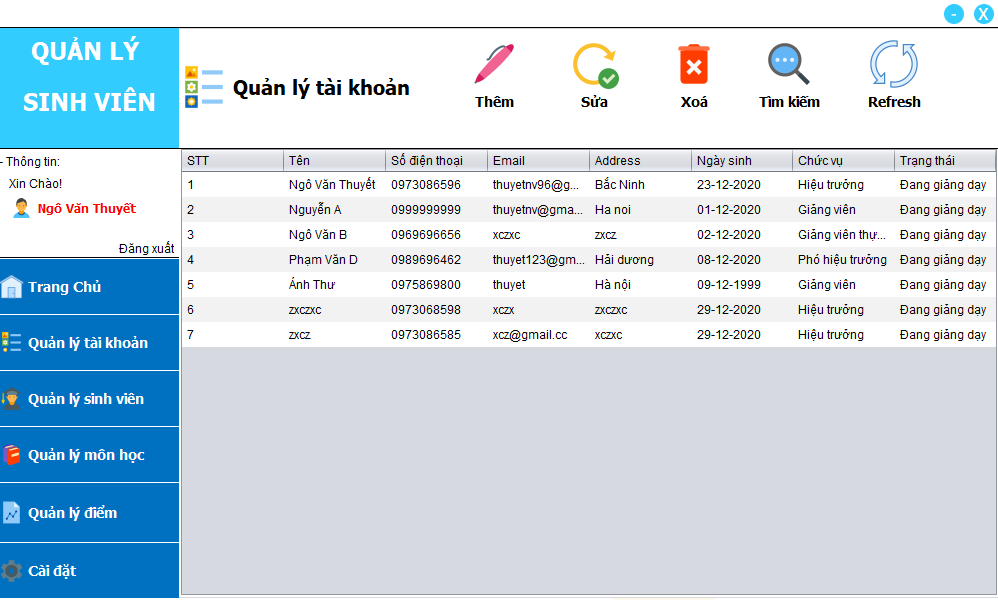 -
X
QUẢN LÝ
SINH VIÊN
Quản lý tài khoản
Thêm
Sửa
Xoá
Tìm kiếm
Refresh
- Thông tin:
Xin Chào!
Ngô Văn Thuyết
Đăng xuất
Trang Chủ
Quản lý tài khoản
Quản lý sinh viên
Quản lý môn học
Quản lý điểm
Cài đặt
STT Tên Số điện thoại Email Address Ngày sinh Chức vụ Trạng thái
1 Ngô Văn Thuyết 0973086596 thuyetnv96@g... Bắc Ninh 23-12-2020 Hiệu trưởng Đang giảng dạy
2 Nguyễn A 0999999999 thuyetnv@gma... Ha noi 01-12-2020 Giảng viên Đang giảng dạy
3 Ngô Văn B 0969696656 xczxc zxcz 02-12-2020 Giảng viên thự... Đang giảng dạy
4 Phạm Văn D 0989696462 thuyet123@gm... Hải dương 08-12-2020 Phó hiệu trưởng Đang giảng dạy
5 Ánh Thư 0975869800 thuyet Hà nội 09-12-1999 Giảng viên Đang giảng dạy
6 zxczxc 0973068598 xczx zxczxc 29-12-2020 Hiệu trưởng Đang giảng dạy
7 zxcz 0973086585 xcz@gmail.cc xczxc 29-12-2020 Hiệu trưởng Đang giảng dạy